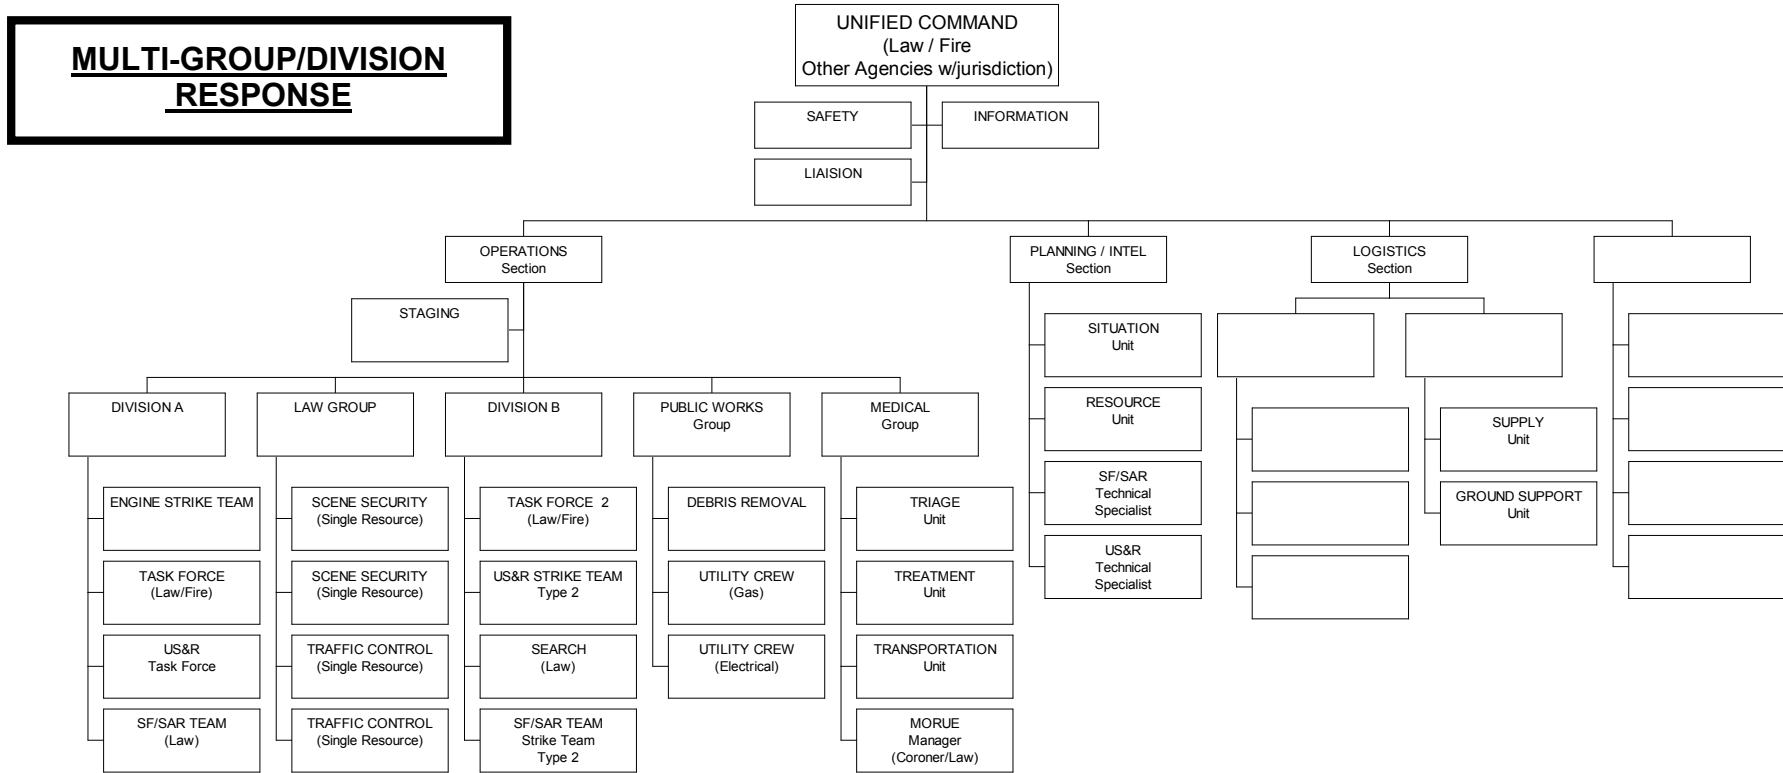 MULTI-GROUP/DIVISION
RESPONSE
UNIFIED COMMAND
(Law / Fire
Other Agencies w/jurisdiction)
SAFETY
INFORMATION
LIAISION
OPERATIONS
Section
PLANNING / INTEL
Section
LOGISTICS
Section
STAGING
SITUATION
Unit
RESOURCE
Unit
SF/SAR
Technical
Specialist
US&R
Technical
Specialist
SUPPLY
Unit
GROUND SUPPORT
Unit
DIVISION A
LAW GROUP
DIVISION B
PUBLIC WORKS
Group
MEDICAL
Group
ENGINE STRIKE TEAM
TASK FORCE
(Law/Fire)
US&R
Task Force
SF/SAR TEAM
(Law)
SCENE SECURITY
(Single Resource)
SCENE SECURITY
(Single Resource)
TRAFFIC CONTROL
(Single Resource)
TRAFFIC CONTROL
(Single Resource)
TASK FORCE 2
(Law/Fire)
US&R STRIKE TEAM
Type 2
SEARCH
(Law)
SF/SAR TEAM
Strike Team
Type 2
DEBRIS REMOVAL
UTILITY CREW
(Gas)
UTILITY CREW
(Electrical)
TRIAGE
Unit
TREATMENT
Unit
TRANSPORTATION
Unit
MORUE
Manager
(Coroner/Law)